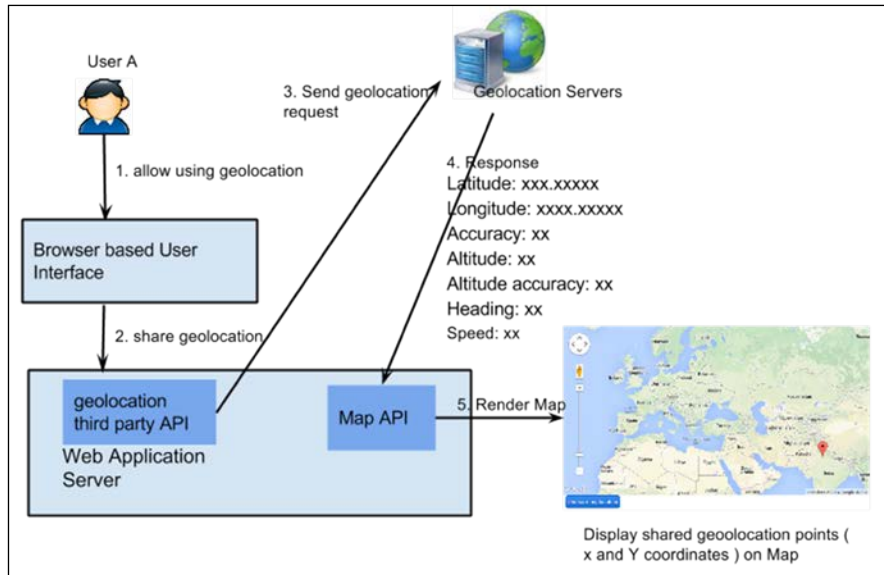 User A
3. Send geolocation
request
Geolocation Servers
1. allow using geolocation
4. Response
Latitude: xxx.xxxxx
Longitude: xxxx.xxxxx
Accuracy: xx
Altitude: xx
Altitude accuracy: xx
Heading: xx
Speed: xx
Browser based User
Interface
2. share geolocation
geolocation
third party API
Web Application
Server
Map API
5. Render Map
Display shared geoolocation points (
x and Y coordinates ) on Map